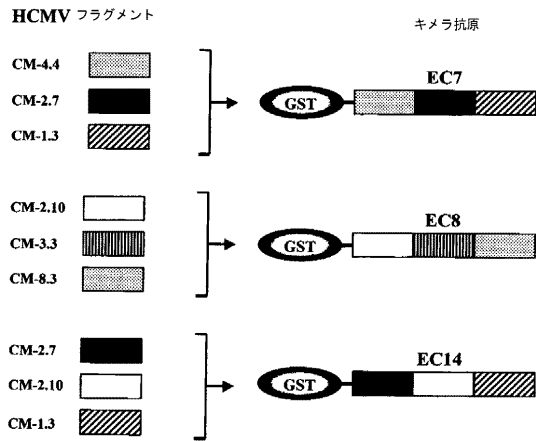 HCMV フラグメント
キメラ抗原
CM-4.4
CM-2.7
CM-1.3
GST
EC7
CM-2.10
CM-3.3
CM-8.3
GST
EC8
CM-2.7
CM-2.10
CM-1.3
GST
EC14